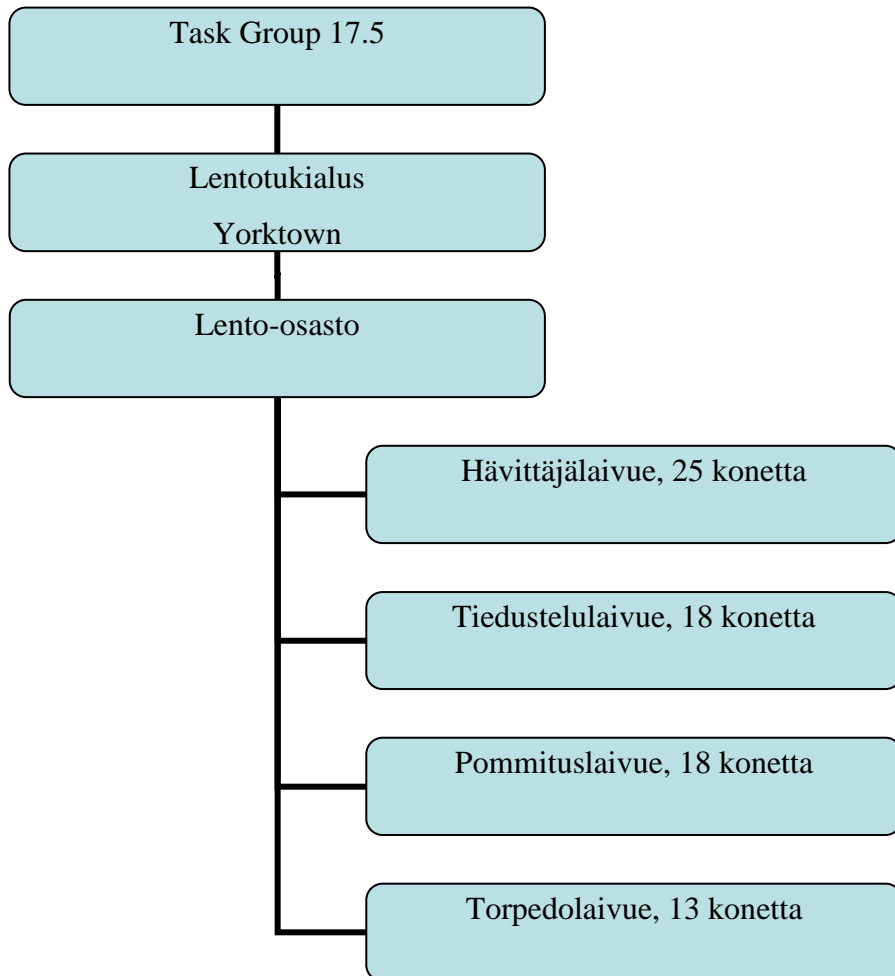 Task Group 17.5
Lentotukialus
Yorktown
Lento-osasto
Hävittäjälaivue, 25 konetta
Tiedustelulaivue, 18 konetta
Pommituslaivue, 18 konetta
Torpedolaivue, 13 konetta